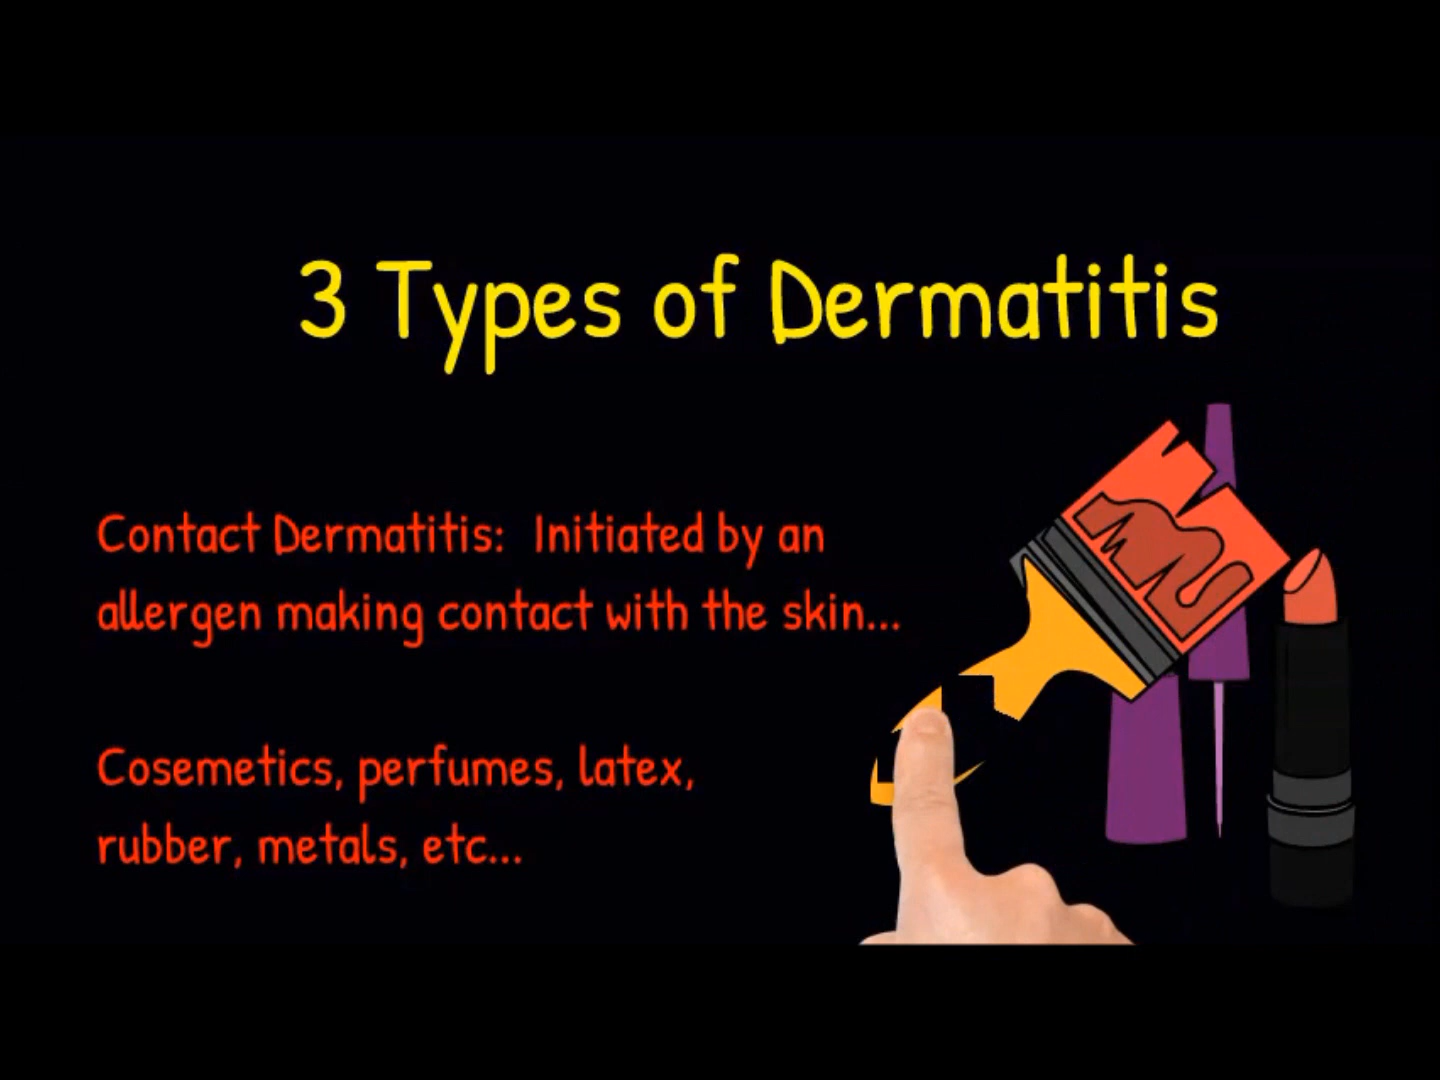 3 Types of Dermatitis
Contact Dermatitis: Initiated by an
allergen making contact with the skin...
Cosemetics, perfumes, latex,
rubber, metals, etc...